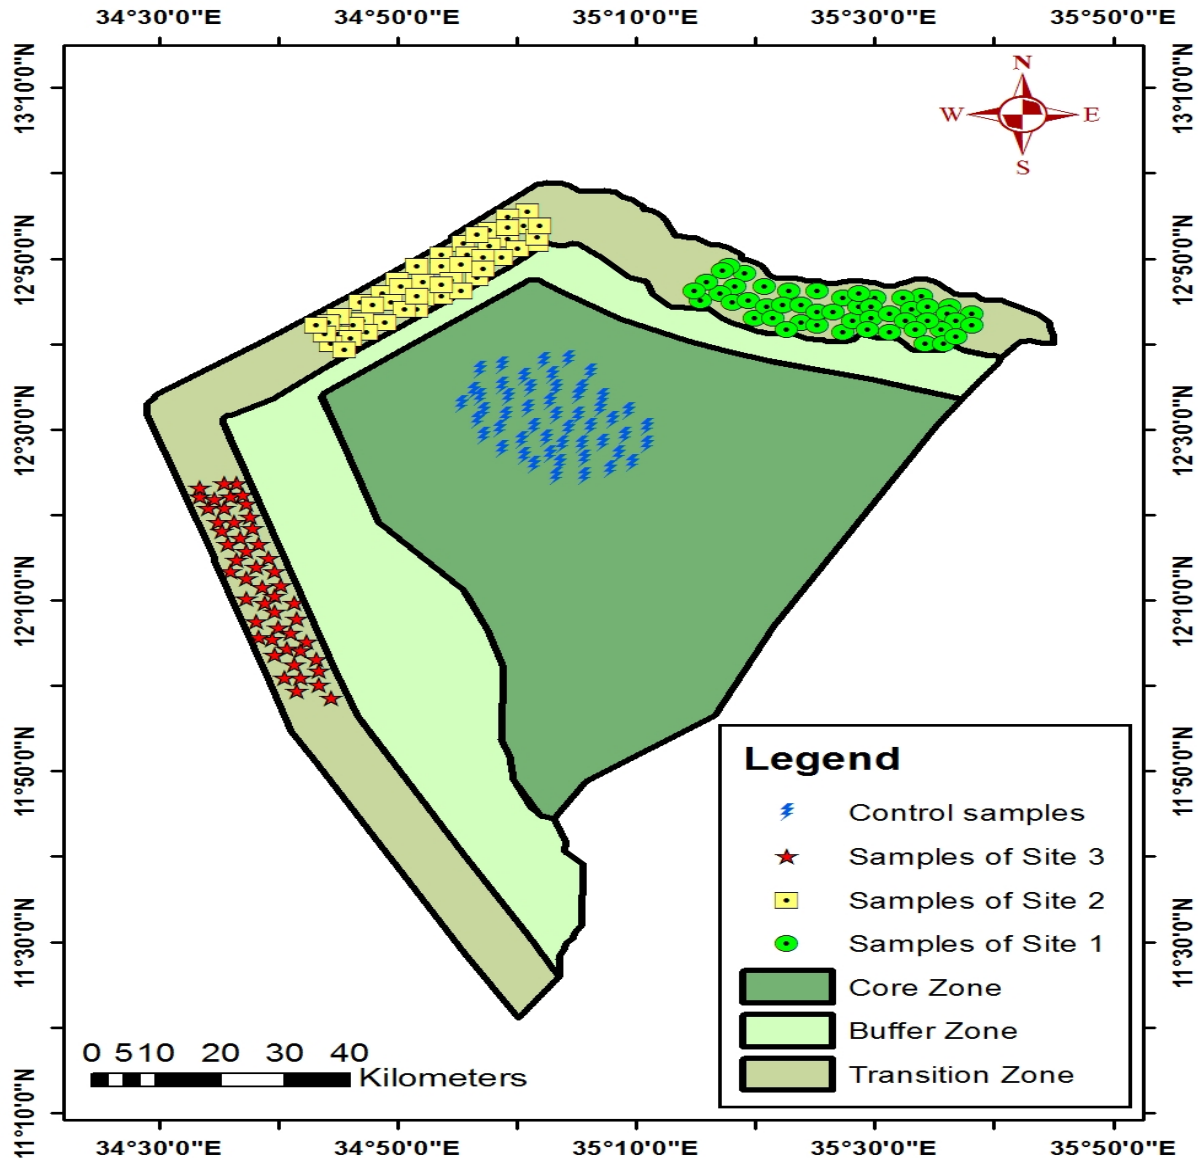 34°30'0"E 34°50'0"E 35°10'0"E 35°30'0"E 35°50'0"E
13°10'0"N 13°10'0"N
N
W E
S
12°50'0"N 12°50'0"N
12°30'0"N 12°30'0"N
12°10'0"N 12°10'0"N
11°50'0"N 11°50'0"N
Legend
Control samples
Samples of Site 3
Samples of Site 2
Samples of Site 1
11°30'0"N 11°30'0"N
Core Zone
Buffer Zone
Transition Zone
0 5 10 20 30 40
Kilometers
11°10'0"N 11°10'0"N
34°30'0"E 34°50'0"E 35°10'0"E 35°30'0"E 35°50'0"E